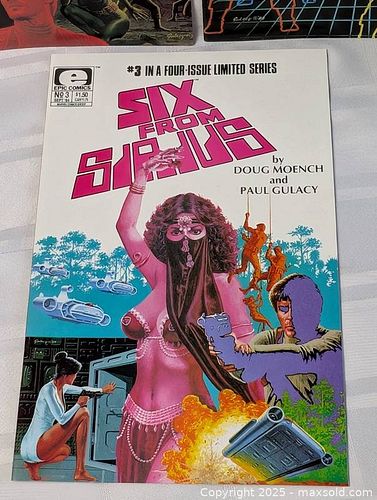 #3 IN A FOUR-ISSUE LIMITED SERIES
e
EPIC COMICS
NO 3 $1.50
SEPT
SIX
FROM
SIRIUS
by
DOUG MOENCH
and
PAUL GULACY
Copyright 2025 - maxsold.com